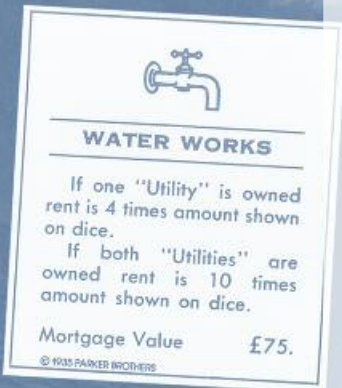 WATER WORKS
If one "Utility" is owned
rent is 4 times amount shown
on dice.
If both "Utilities" are
owned rent is 10 times
amount shown on dice.
Mortgage Value £75.
© 1935 PARKER BROTHERS